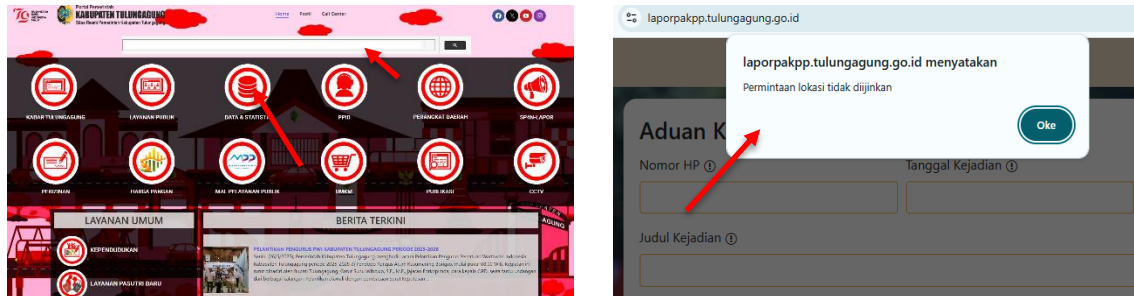 Portal Pemerintah
KABUPATEN TULUNGAGUNG
Home Profil Call Center
KABAR TULUNGAGUNG
LAYANAN PUBLIK
DATA & STATISTIK
PPID
PERANGKAT DAERAH
SP4N-LAPOR
PERIZINAN
HARGA PANGAN
MAL PELAYANAN PUBLIK
UMKM
PUBLIKASI
CCTV
LAYANAN UMUM
KEPENDUDUKAN
LAYANAN PASUTRI BARU
BERITA TERKINI
PELANTIKAN PENGURUS PWI KABUPATEN TULUNGAGUNG PERIODE 2025-2028
laporpakpp.tulungagung.go.id
laporpakpp.tulungagung.go.id menyatakan
Permintaan lokasi tidak diijinkan
Oke
Aduan K
Nomor HP
Tanggal Kejadian
Judul Kejadian